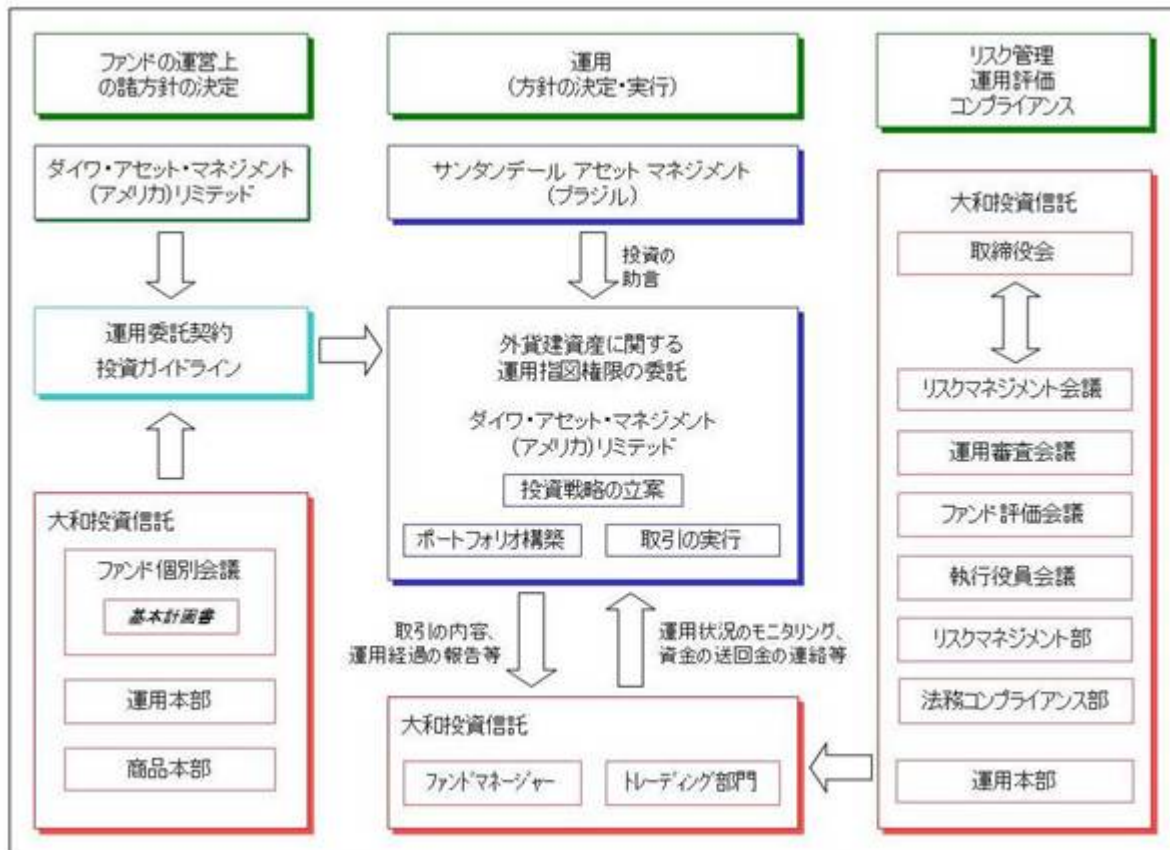 ファンドの運営上
の諸方針の決定
運用
(方針の決定・実行)
リスク管理
運用評価
コンプライアンス
ダイワ・アセット・マネジメント
(アメリカ)リミテッド
サンタンデール アセット マネジメント
(ブラジル)
投資の
助言
運用委託契約
投資ガイドライン
外貨建資産に関する
運用指図権限の委託
ダイワ・アセット・マネジメント
(アメリカ)リミテッド
投資戦略の立案
ポートフォリオ構築
取引の実行
大和投資信託
ファンド個別会議
基本計画書
運用本部
商品本部
取引の内容、
運用経過の報告等
運用状況のモニタリング、
資金の送回金の連絡等
大和投資信託
ファンドマネージャー
トレーディング部門
大和投資信託
取締役会
リスクマネジメント会議
運用審査会議
ファンド評価会議
執行役員会議
リスクマネジメント部
法務コンプライアンス部
運用本部